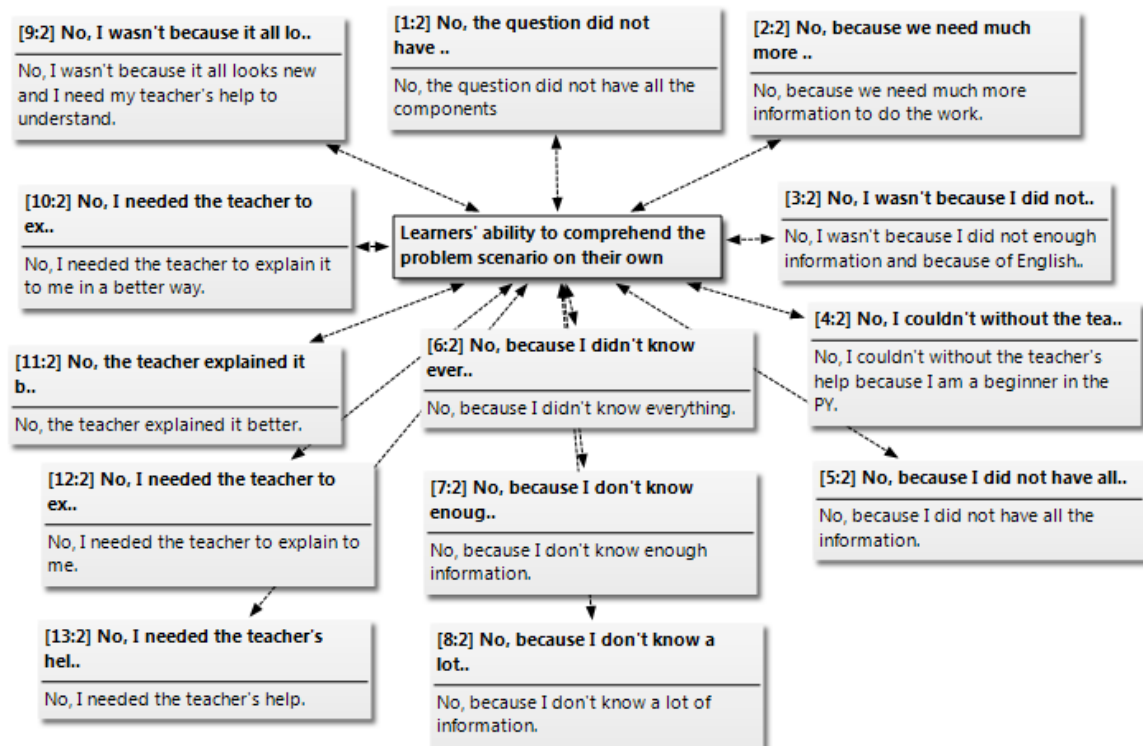 [9:2] No, I wasn't because it all lo..
No, I wasn't because it all looks new
and I need my teacher's help to
understand.
[1:2] No, the question did not
have ..
No, the question did not have all the
components
[2:2] No, because we need much
more ..
No, because we need much more
information to do the work.
[10:2] No, I needed the teacher to
ex..
No, I needed the teacher to explain it
to me in a better way.
Learners' ability to comprehend the
problem scenario on their own
[3:2] No, I wasn't because I did not..
No, I wasn't because I did not enough
information and because of English..
[11:2] No, the teacher explained it
b..
No, the teacher explained it better.
[6:2] No, because I didn't know
ever..
No, because I didn't know everything.
[4:2] No, I couldn't without the tea..
No, I couldn't without the teacher's
help because I am a beginner in the
PY.
[12:2] No, I needed the teacher to
ex..
No, I needed the teacher to explain to
me.
[7:2] No, because I don't know
enoug..
No, because I don't know enough
information.
[5:2] No, because I did not have all..
No, because I did not have all the
information.
[13:2] No, I needed the teacher's
hel..
No, I needed the teacher's help.
[8:2] No, because I don't know a
lot..
No, because I don't know a lot of
information.